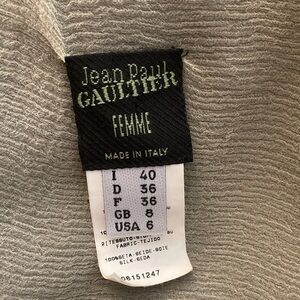 Jean Paul
GAULTIER
FEMME
MADE IN ITALY
I 40
D 36
F 36
GB 8
USA 6
FABRIC-TEJIDO
100%SETA-SEIDE-SOIE
SILK-SEDA
06151247